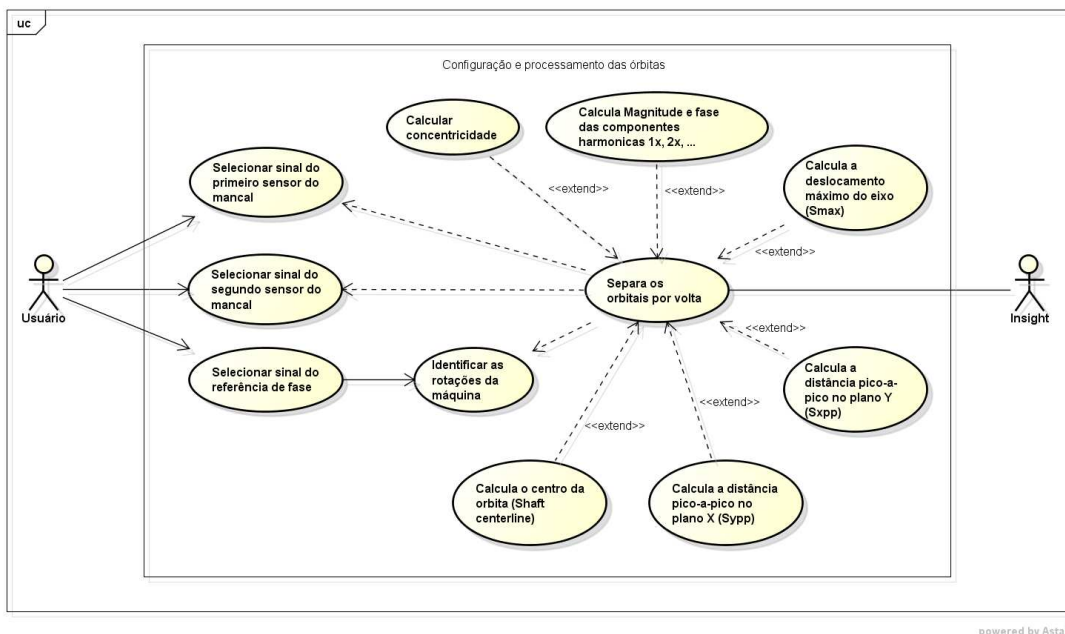 uc
Configuração e processamento das órbitas
Calcular
concentricidade
Calcula Magnitude e fase
das componentes
harmonicas 1x, 2x, ...
Selecionar sinal do
primeiro sensor do
mancal
Calcula a
deslocamento
máximo do eixo
(Smax)
<<extend>>
<<extend>>
<<extend>>
Selecionar sinal do
segundo sensor do
mancal
Separa os
orbitais por volta
Usuário
Insight
<<extend>>
Selecionar sinal do
referência de fase
Identificar as
rotações da
máquina
Calcula a
distância pico-a-
pico no plano Y
(Sxpp)
<<extend>>
<<extend>>
Calcula o centro da
orbita (Shaft
centerline)
Calcula a distância
pico-a-pico no
plano X (Sypp)
powered by Asta